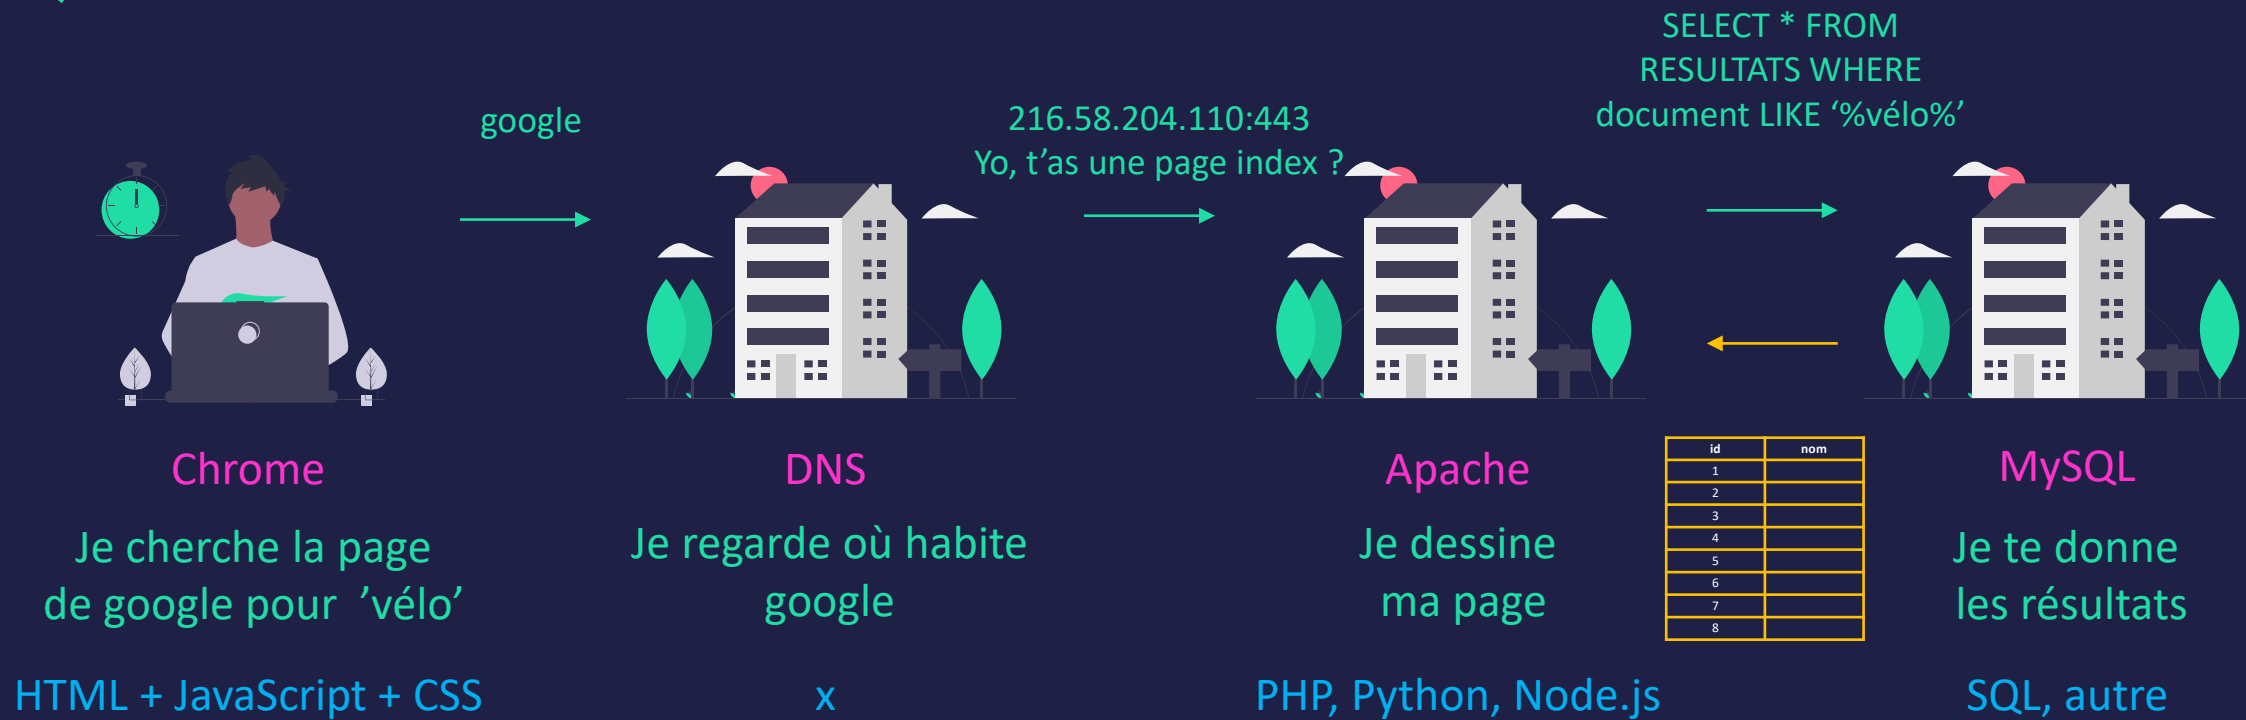 SELECT * FROM
RESULTATS WHERE
document LIKE ‘%vélo%’
google
216.58.204.110:443
Yo, t’as une page index ?
Chrome
Je cherche la page
de google pour ’vélo’
HTML + JavaScript + CSS
DNS
Je regarde où habite
google
x
Apache
Je dessine
ma page
PHP, Python, Node.js
id nom
1
2
3
4
5
6
7
8
MySQL
Je te donne
les résultats
SQL, autre